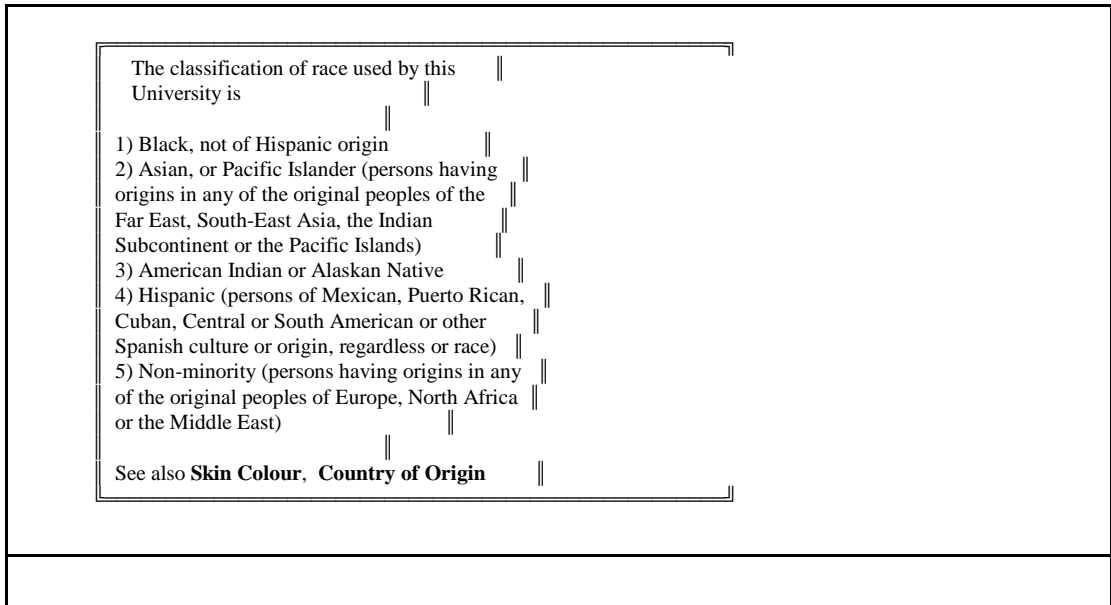 The classification of race used by this
University is
1) Black, not of Hispanic origin
2) Asian, or Pacific Islander (persons having
origins in any of the original peoples of the
Far East, South-East Asia, the Indian
Subcontinent or the Pacific Islands)
3) American Indian or Alaskan Native
4) Hispanic (persons of Mexican, Puerto Rican,
Cuban, Central or South American or other
Spanish culture or origin, regardless or race)
5) Non-minority (persons having origins in any
of the original peoples of Europe, North Africa
or the Middle East)
See also Skin Colour, Country of Origin